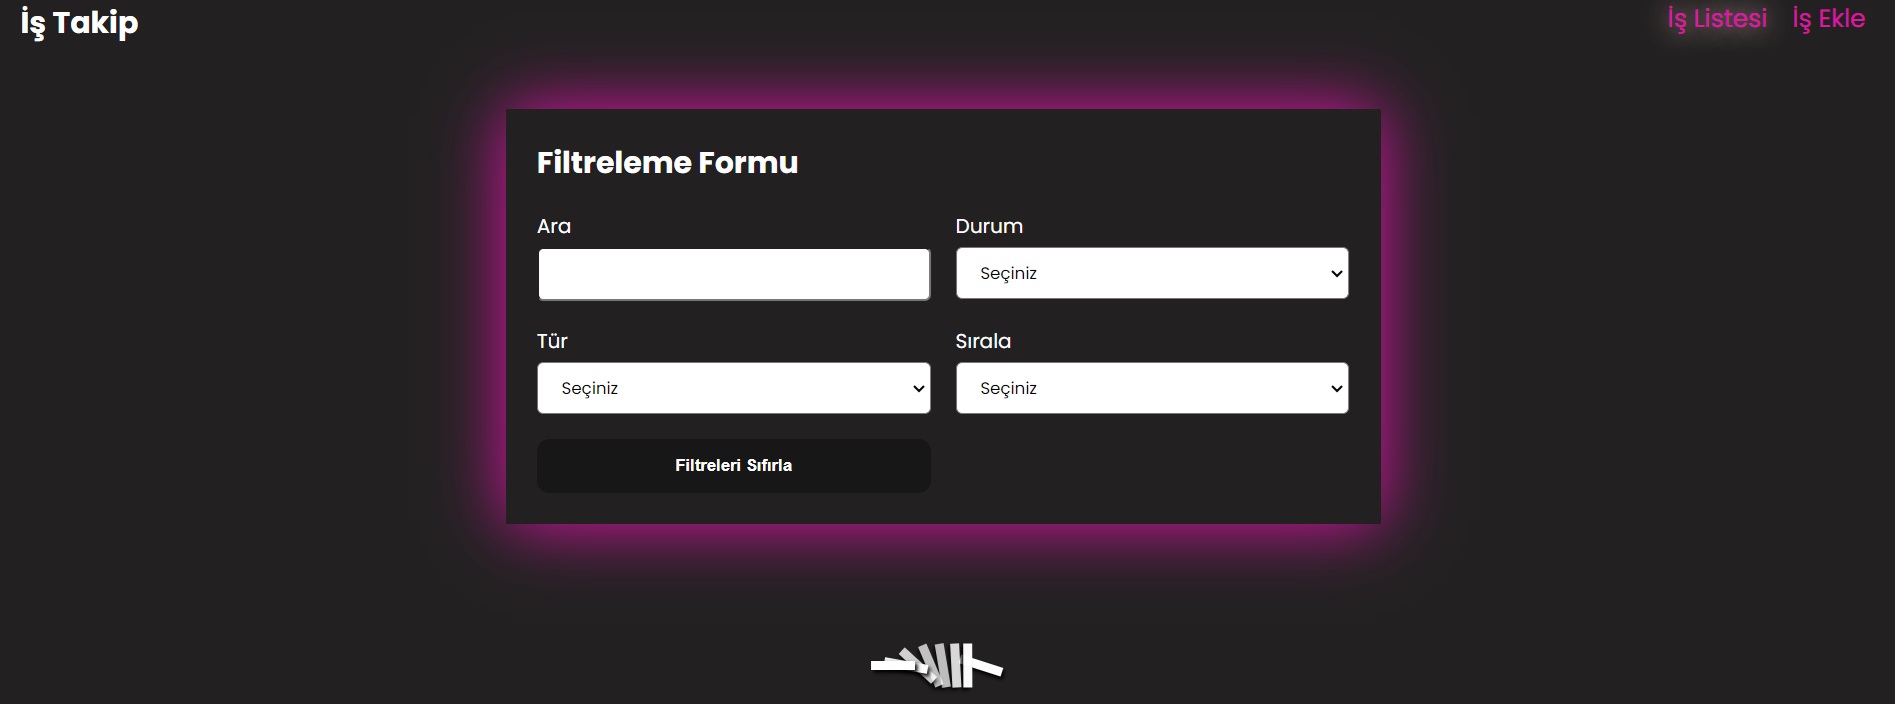 İş Takip
İş Listesi İş Ekle
Filtreleme Formu
Ara
Durum
Seçiniz
Tür
Sırala
Seçiniz
Seçiniz
Filtreleri Sıfırla